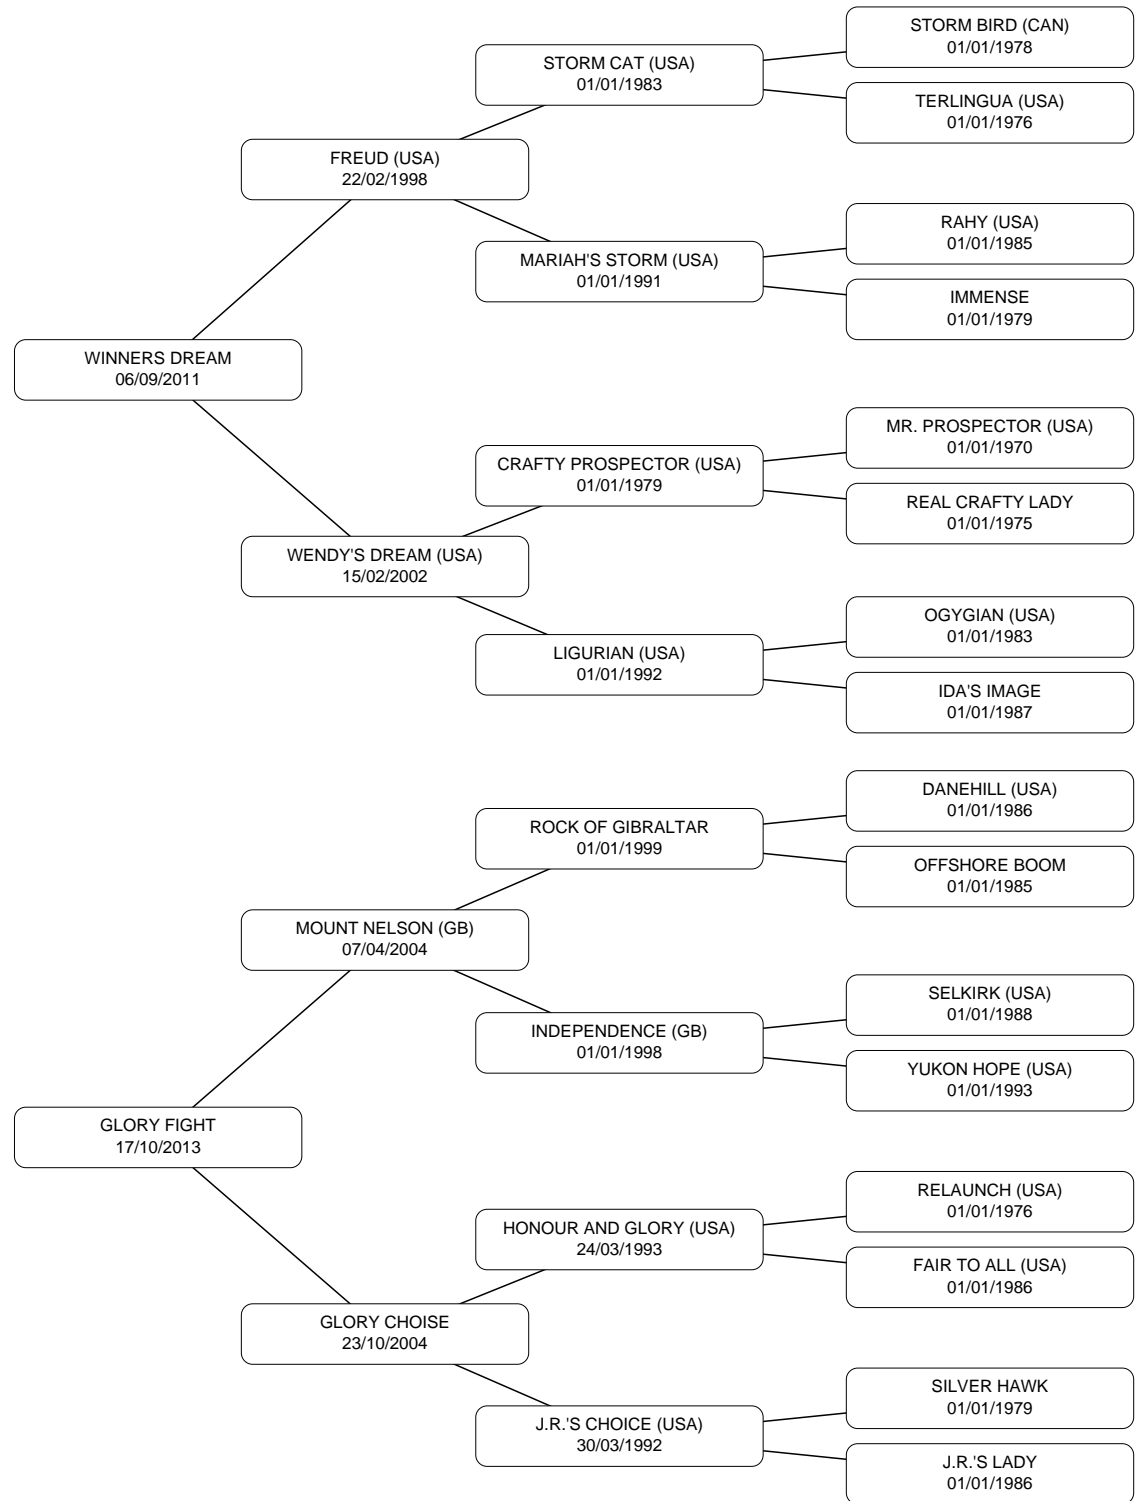 STORM BIRD (CAN)
01/01/1978
STORM CAT (USA)
01/01/1983
TERLINGUA (USA)
01/01/1976
FREUD (USA)
22/02/1998
RAHY (USA)
01/01/1985
MARIAH'S STORM (USA)
01/01/1991
IMMENSE
01/01/1979
WINNERS DREAM
06/09/2011
MR. PROSPECTOR (USA)
01/01/1970
CRAFTY PROSPECTOR (USA)
01/01/1979
REAL CRAFTY LADY
01/01/1975
WENDY'S DREAM (USA)
15/02/2002
OGYGIAN (USA)
01/01/1983
LIGURIAN (USA)
01/01/1992
IDA'S IMAGE
01/01/1987
DANEHILL (USA)
01/01/1986
ROCK OF GIBRALTAR
01/01/1999
OFFSHORE BOOM
01/01/1985
MOUNT NELSON (GB)
07/04/2004
SELKIRK (USA)
01/01/1988
INDEPENDENCE (GB)
01/01/1998
YUKON HOPE (USA)
01/01/1993
GLORY FIGHT
17/10/2013
RELAUNCH (USA)
01/01/1976
HONOUR AND GLORY (USA)
24/03/1993
FAIR TO ALL (USA)
01/01/1986
GLORY CHOISE
23/10/2004
SILVER HAWK
01/01/1979
J.R.'S CHOICE (USA)
30/03/1992
J.R.'S LADY
01/01/1986